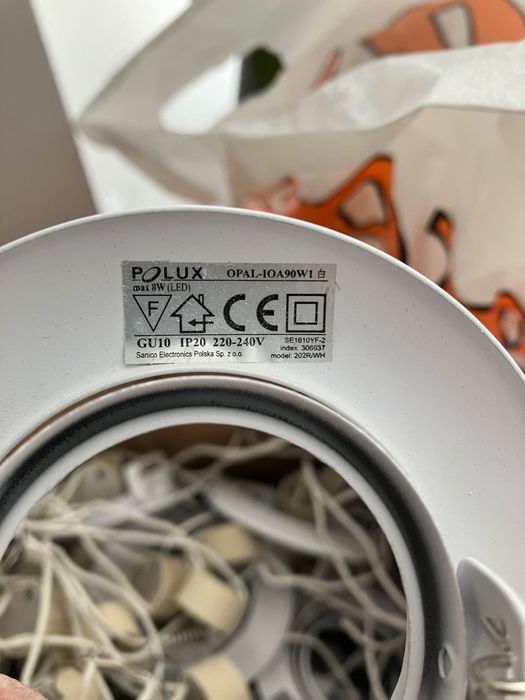 POLUX OPAL-IOA90W1 白
max 8W (LED)
F CE
GU10 IP20 220-240V
SE1610YF-2
index: 306937
Sanico Electronics Polska Sp. z o.o.
model: 202R/WH